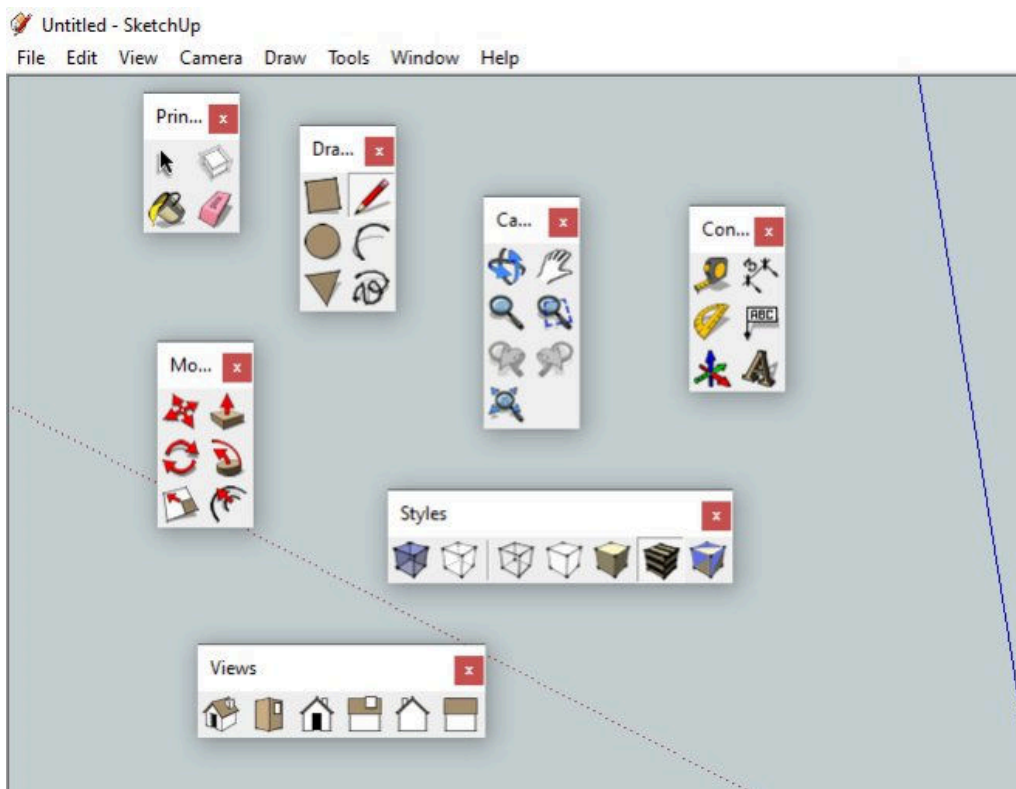 Untitled - SketchUp
File Edit View Camera Draw Tools Window Help
Prin... x
Dra... x
Ca... x
Con... x
ABC
Mo... x
Styles x
Views x